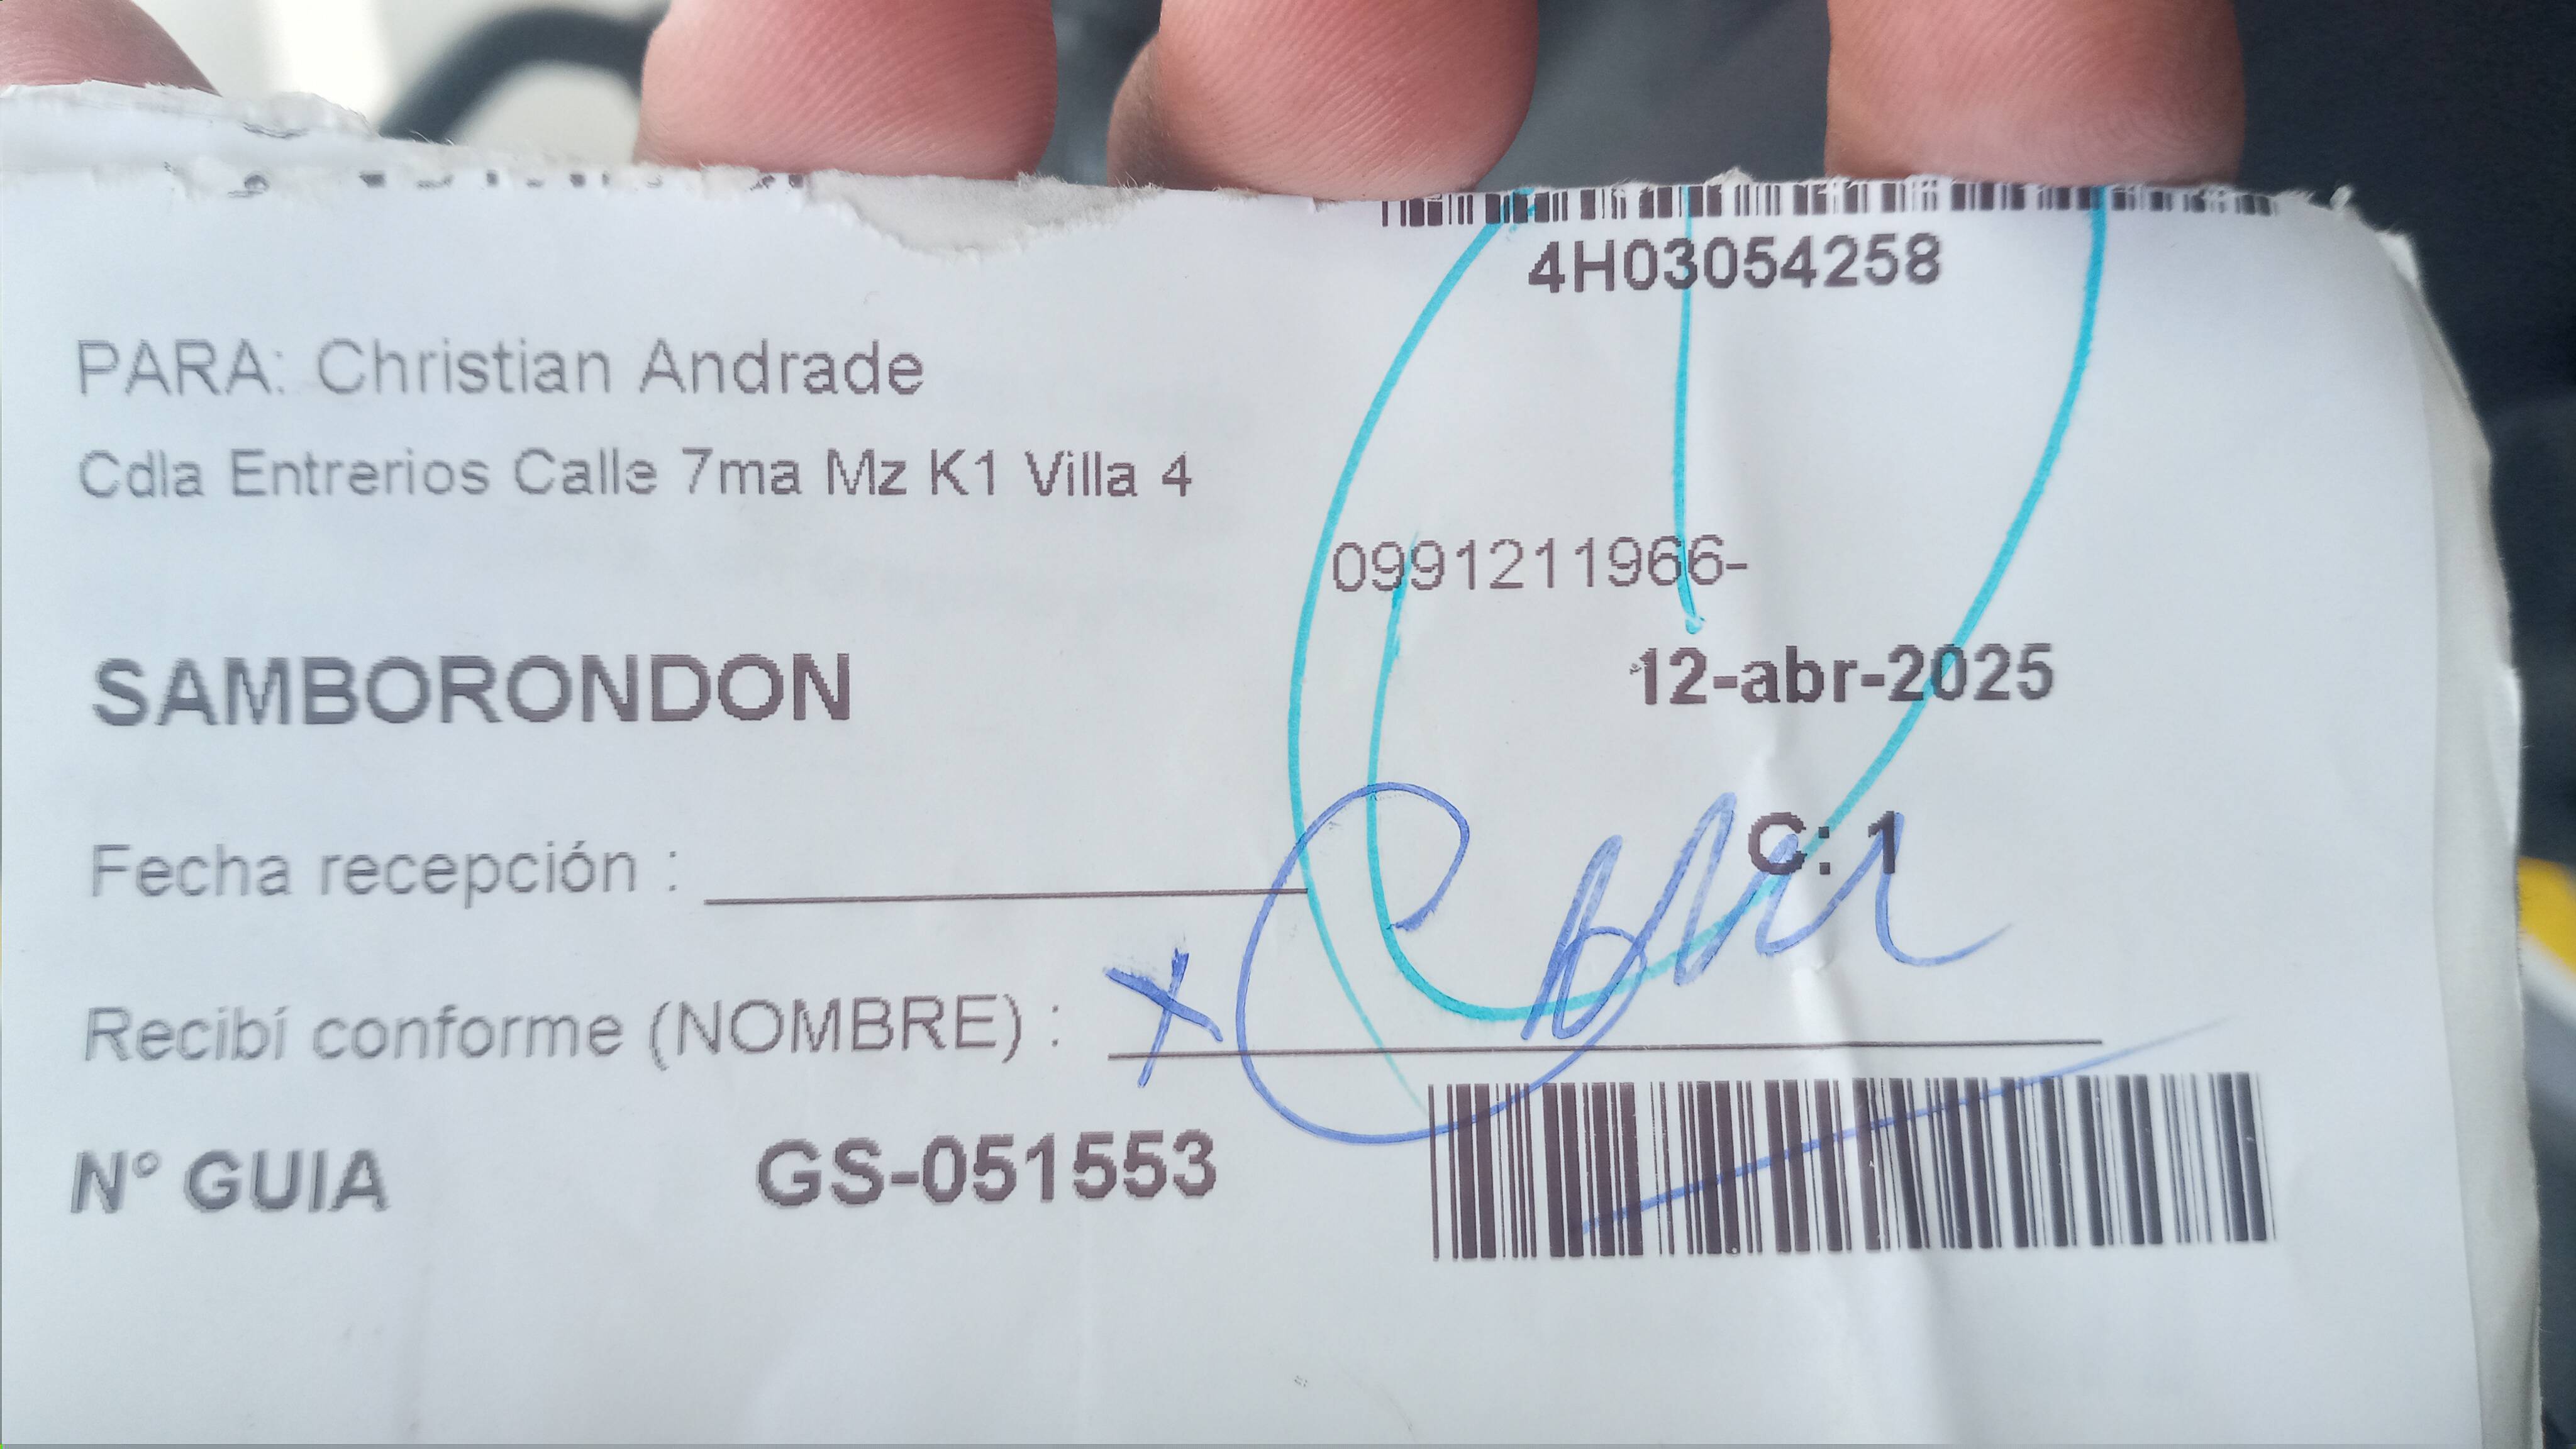 4H03054258
PARA: Christian Andrade
Cdla Entrerios Calle 7ma Mz K1 Villa 4
0991211966-
SAMBORONDON
12-abr-2025
C: 1
Fecha recepción :
Recibí conforme (NOMBRE) : x
N° GUIA GS-051553